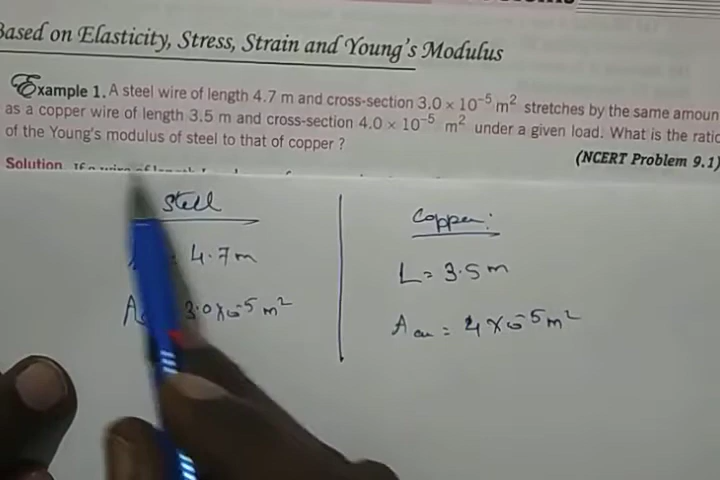 Based on Elasticity, Stress, Strain and Young's Modulus
Example 1. A steel wire of length 4.7 m and cross-section 3.0 × 10⁻⁵ m² stretches by the same amoun
as a copper wire of length 3.5 m and cross-section 4.0 × 10⁻⁵ m² under a given load. What is the ratio
of the Young's modulus of steel to that of copper ?
(NCERT Problem 9.1)
Solution.
Steel
Copper:
4.7m
L = 3.5 m
A 3.0×10⁻⁵ m²
A cu = 4×10⁻⁵ m²